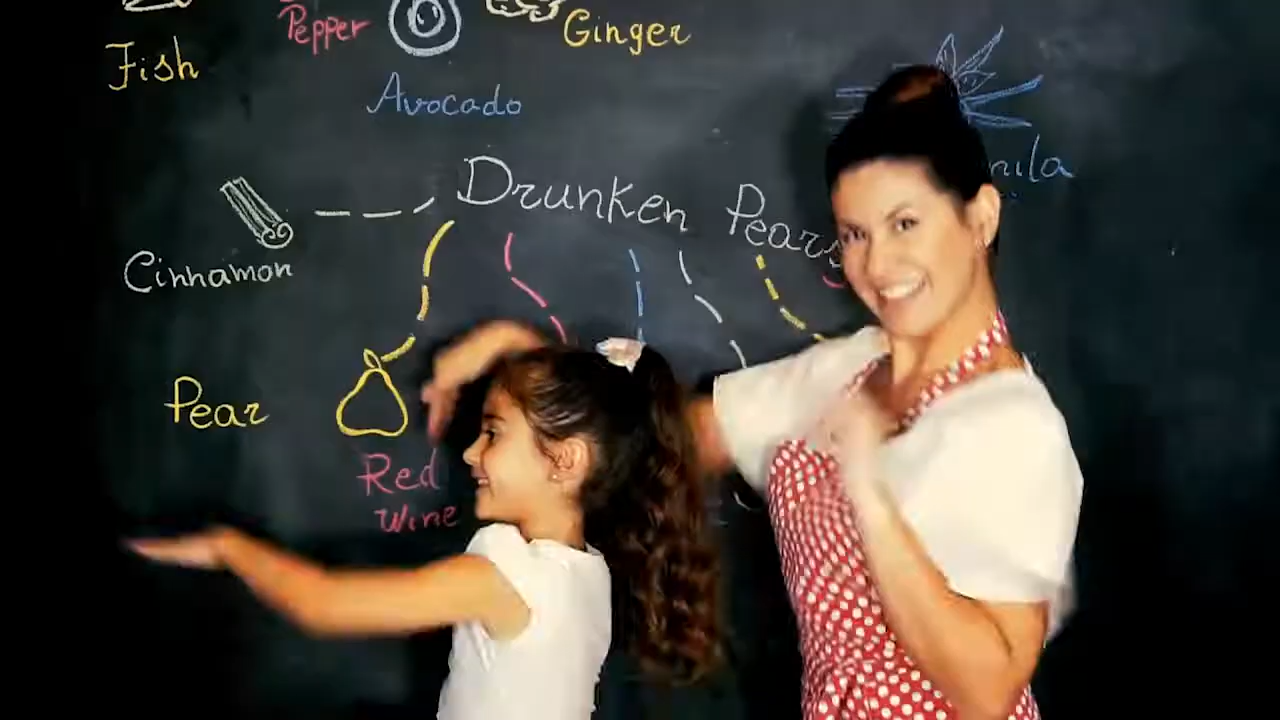 Pepper
Ginger
Fish
Avocado
Drunken Pears
Cinnamon
Pear
Red
Wine